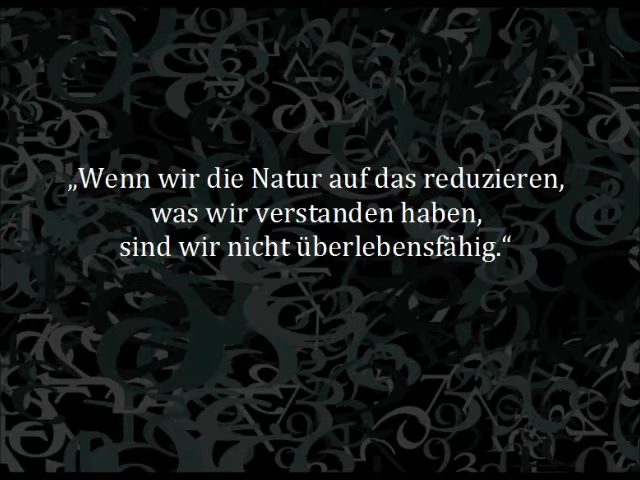 „Wenn wir die Natur auf das reduzieren,
was wir verstanden haben,
sind wir nicht überlebensfähig.“